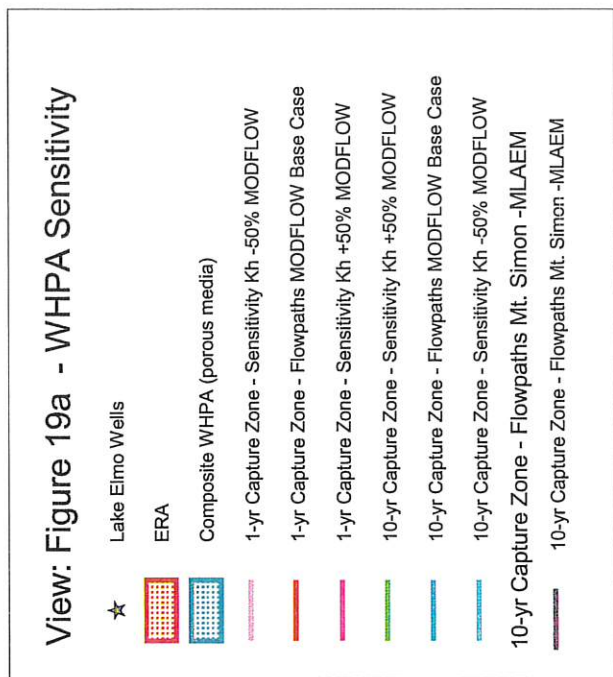 View: Figure 19a - WHPA Sensitivity
Lake Elmo Wells
ERA
Composite WHPA (porous media)
1-yr Capture Zone - Sensitivity Kh -50% MODFLOW
1-yr Capture Zone - Flowpaths MODFLOW Base Case
1-yr Capture Zone - Sensitivity Kh +50% MODFLOW
10-yr Capture Zone - Sensitivity Kh +50% MODFLOW
10-yr Capture Zone - Flowpaths MODFLOW Base Case
10-yr Capture Zone - Sensitivity Kh -50% MODFLOW
10-yr Capture Zone - Flowpaths Mt. Simon -MLAEM
10-yr Capture Zone - Flowpaths Mt. Simon -MLAEM